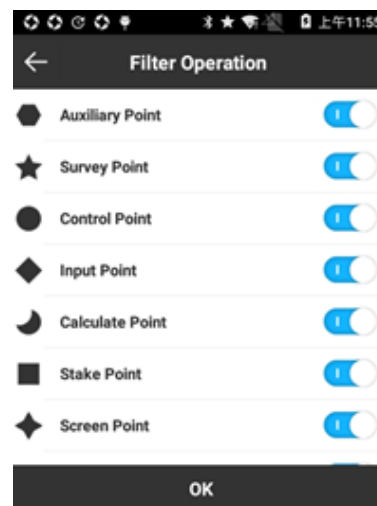 上午11:55
Filter Operation
Auxiliary Point
Survey Point
Control Point
Input Point
Calculate Point
Stake Point
Screen Point
OK